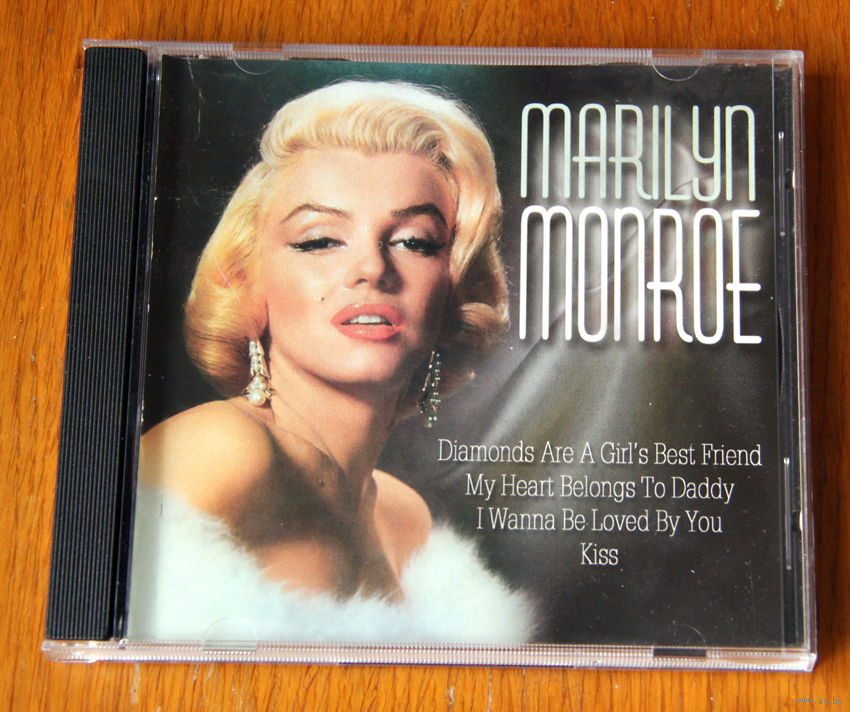 MARILYN
MONROE
Diamonds Are A Girl's Best Friend
My Heart Belongs To Daddy
I Wanna Be Loved By You
Kiss